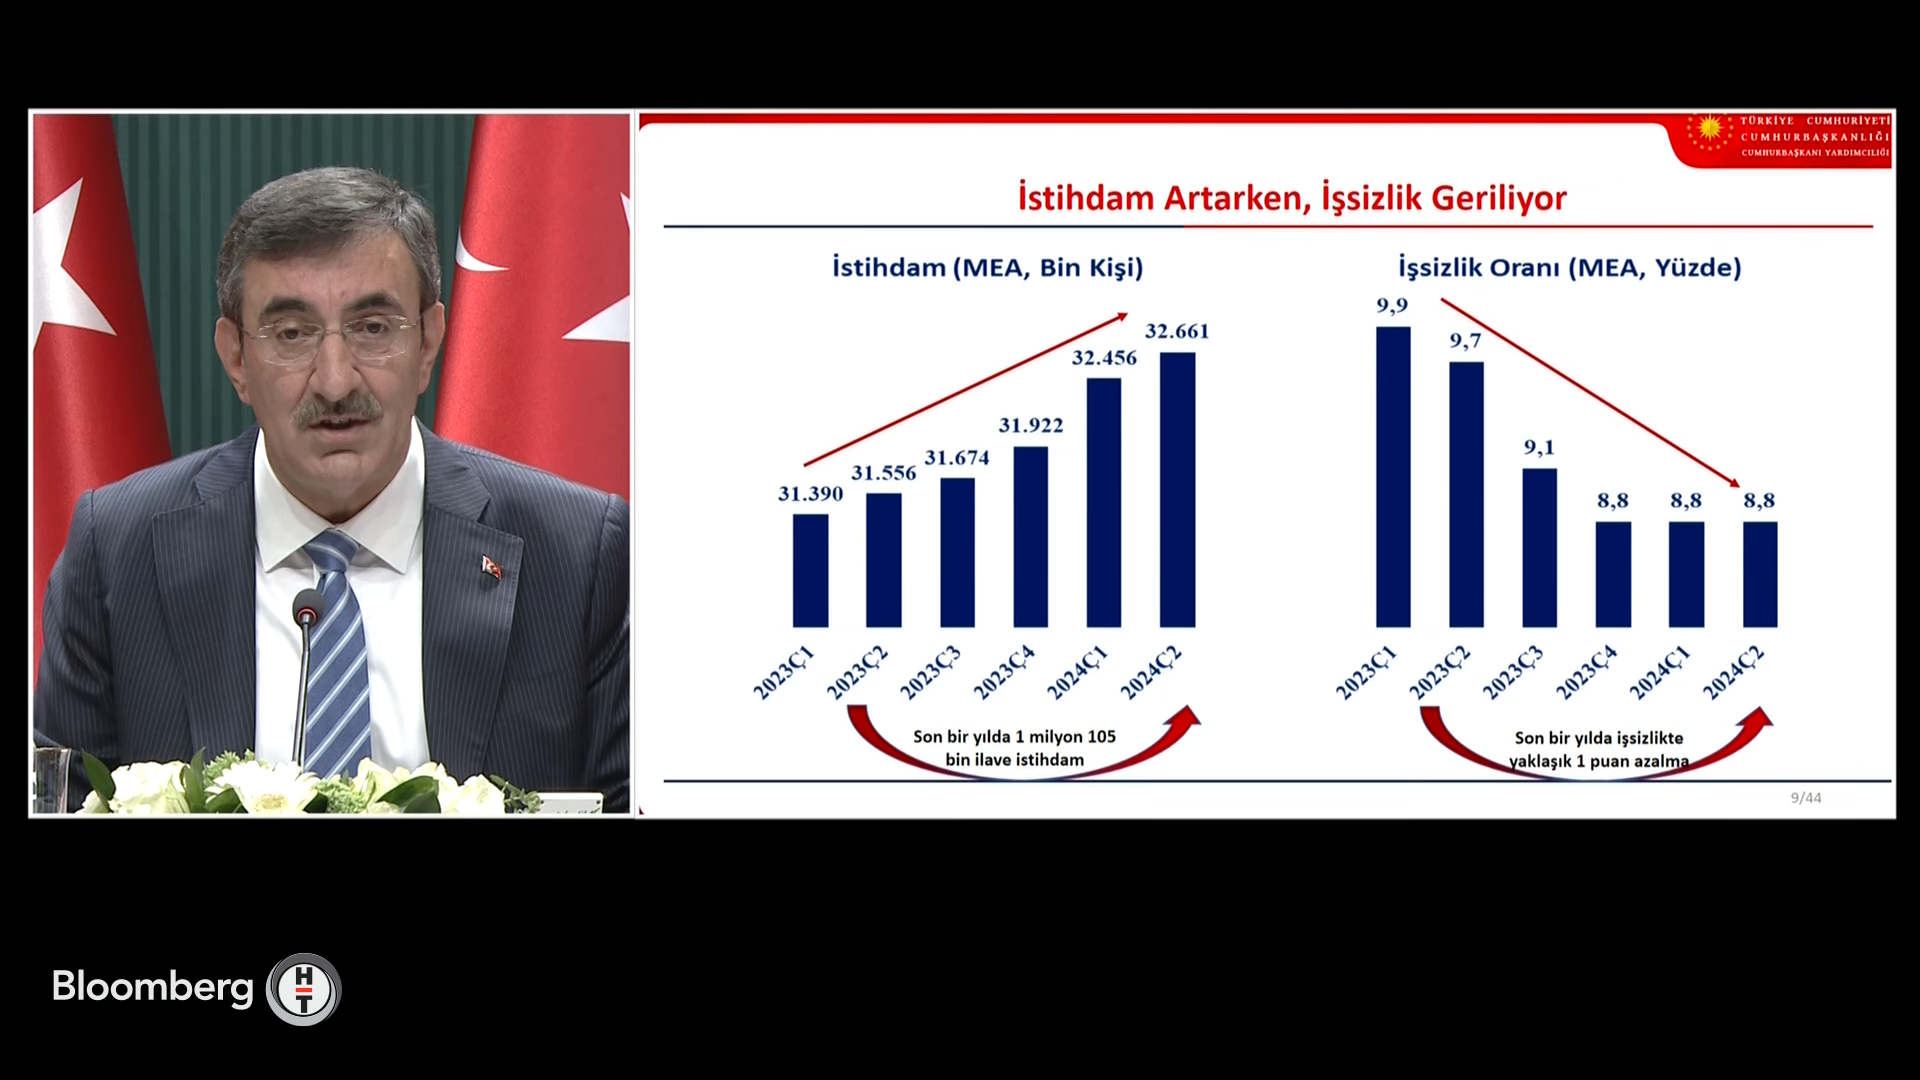 TÜRKİYE CUMHURİYETİ
CUMHURBAŞKANLIĞI
CUMHURBAŞKANI YARDIMCILIĞI
İstihdam Artarken, İşsizlik Geriliyor
İstihdam (MEA, Bin Kişi)
31.390
31.556
31.674
31.922
32.456
32.661
2023Ç1
2023Ç2
2023Ç3
2023Ç4
2024Ç1
2024Ç2
Son bir yılda 1 milyon 105
bin ilave istihdam
İşsizlik Oranı (MEA, Yüzde)
9,9
9,7
9,1
8,8
8,8
8,8
2023Ç1
2023Ç2
2023Ç3
2023Ç4
2024Ç1
2024Ç2
Son bir yılda işsizlikte
yaklaşık 1 puan azalma
9/44
Bloomberg HT